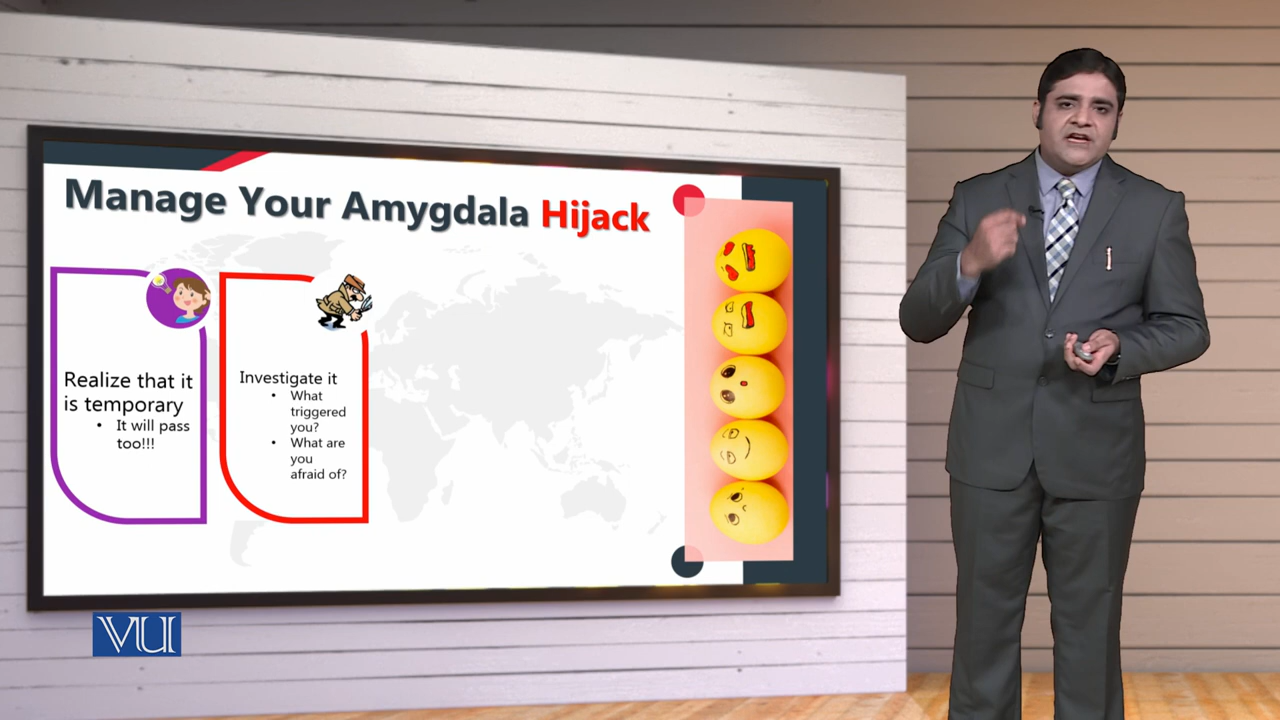 Manage Your Amygdala Hijack
Realize that it
is temporary
• It will pass
too!!!
Investigate it
• What
triggered
you?
• What are
you
afraid of?
VU